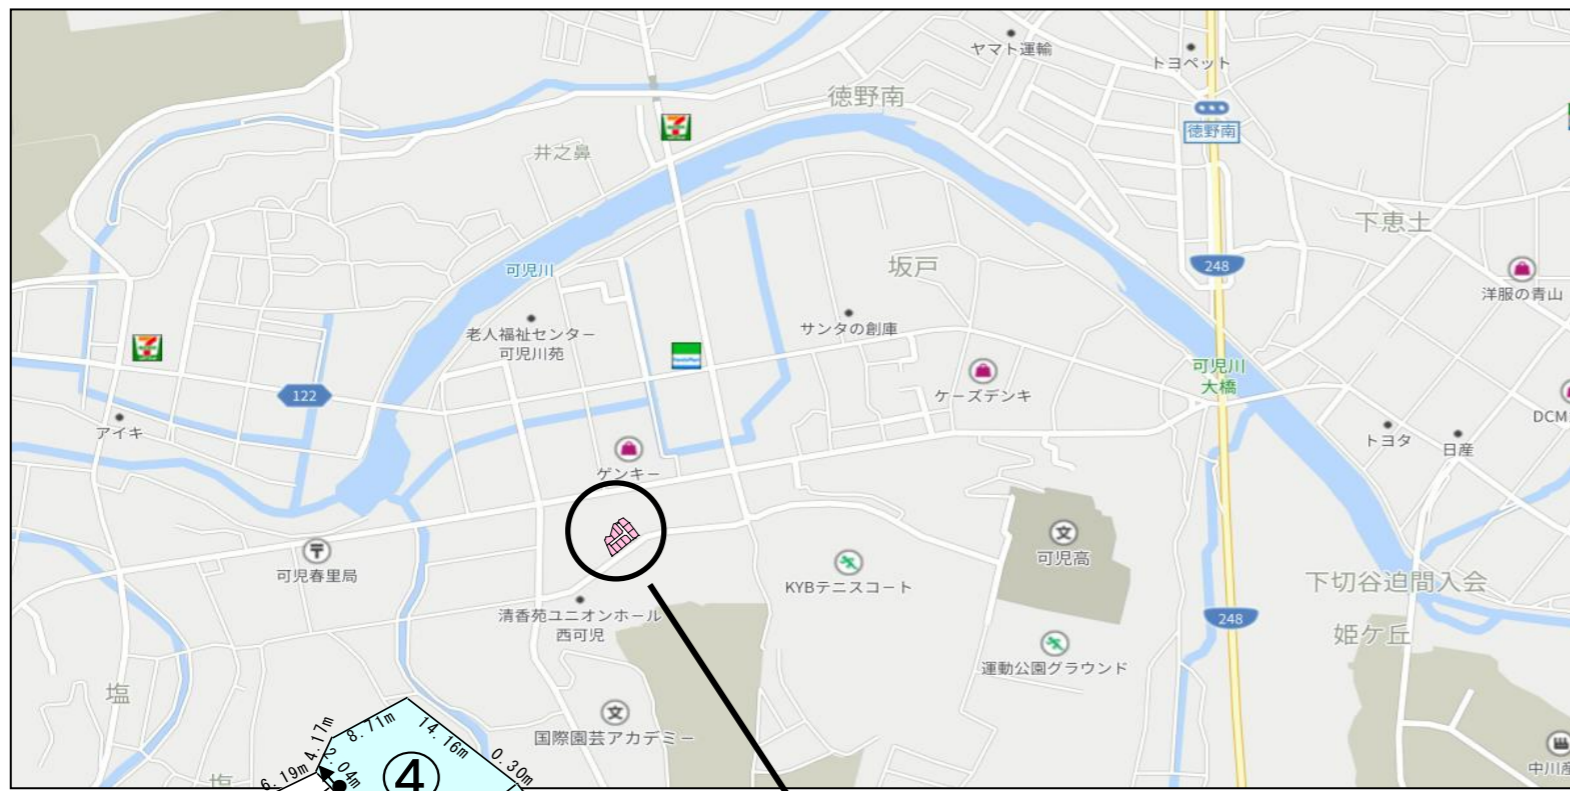 ヤマト運輸
トヨペット
徳野南
徳野南
井之鼻
下恵土
可児川
坂戸
248
洋服の青山
老人福祉センター
可児川苑
サンタの創庫
122
ケーズデンキ
可児川
大橋
アイキ
DCM
トヨタ
日産
ゲンキー
可児春里局
文
可児高
KYBテニスコート
下切谷迫間入会
清香苑ユニオンホール
西可児
248
姫ケ丘
運動公園グラウンド
塩
文
国際園芸アカデミー
塩
中川産
6.19m
4.17m
2.04m
8.71m
14.16m
0.30m
④